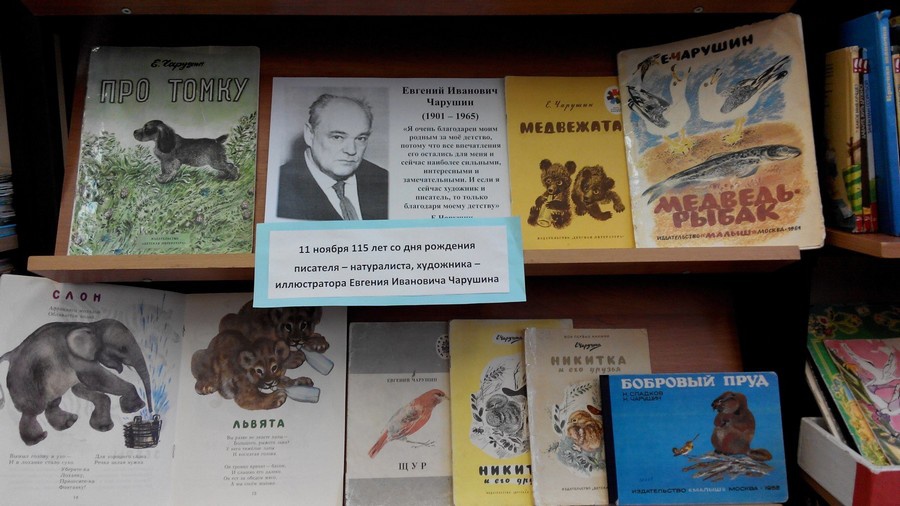 Е. Чарушин
ПРО ТОМКУ
Евгений Иванович
Чарушин
(1901 – 1965)
«Я очень благодарен моим
родным за моё детство,
потому что все впечатления
его остались для меня и
сейчас наиболее сильными,
интересными и
замечательными. И если я
сейчас художник и
писатель, то только
благодаря моему детству»
Е. Чарушин
Е. Чарушин
МЕДВЕЖАТА
Е. ЧАРУШИН
МЕДВЕДЬ-
РЫБАК
ИЗДАТЕЛЬСТВО «МАЛЫШ» МОСКВА
11 ноября 115 лет со дня рождения
писателя – натуралиста, художника –
иллюстратора Евгения Ивановича Чарушина
СЛОН
ЛЬВЯТА
ЕВГЕНИЙ ЧАРУШИН
ЩУР
Чарушин
НИКИТ
и его дру
Чарушин
НИКИТКА
и его друзья
БОБРОВЫЙ ПРУД
Н. СЛАДКОВ
Н. ЧАРУШИН
ИЗДАТЕЛЬСТВО «МАЛЫШ» МОСКВА